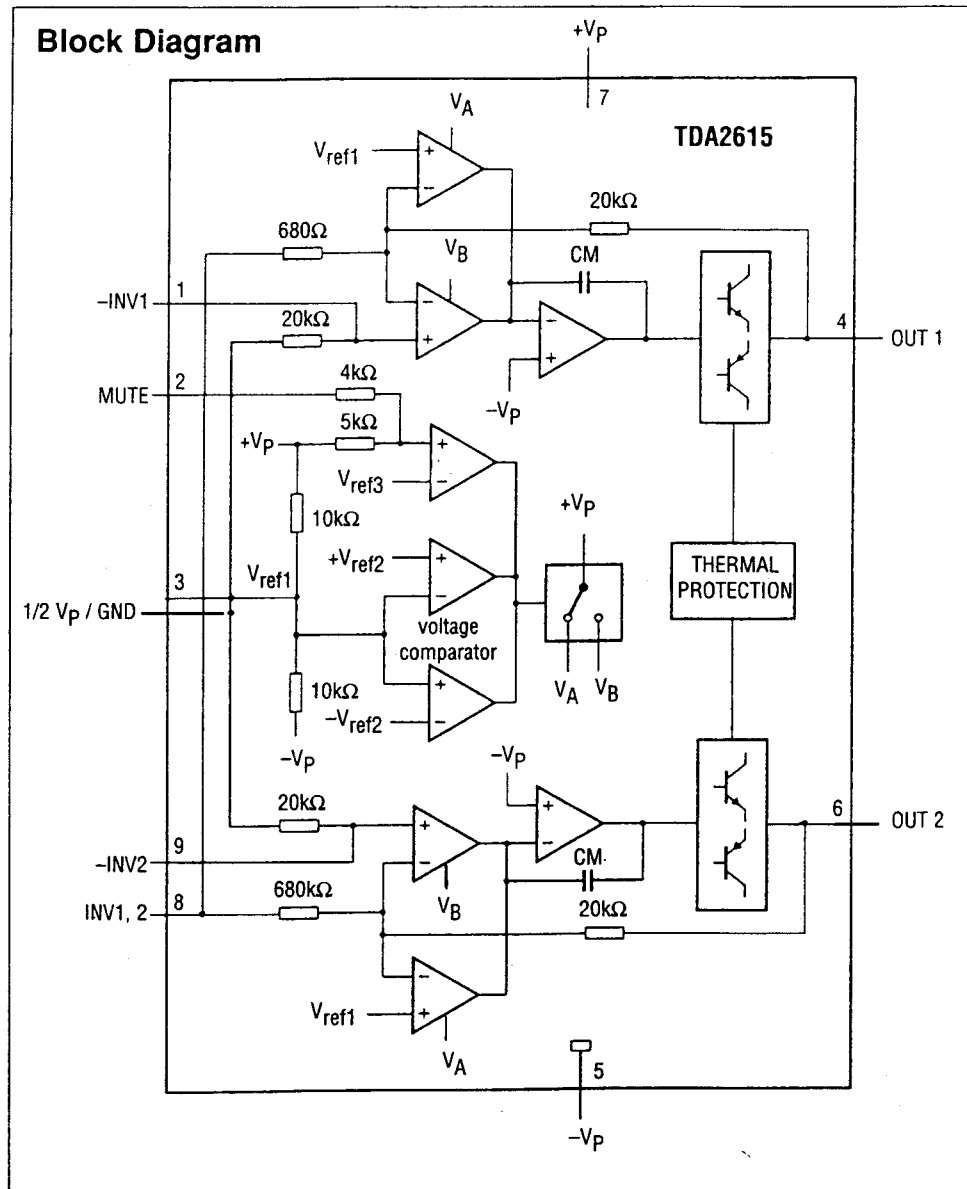 Block Diagram
+VP
7
TDA2615
VA
Vref1
+
−
20kΩ
680Ω
VB
CM
1
−INV1
−
+
20kΩ
−
+
4
OUT 1
−VP
2
MUTE
4kΩ
5kΩ
+VP
+
−
Vref3
10kΩ
+VP
+Vref2
+
−
THERMAL
PROTECTION
3
Vref1
1/2 VP / GND
voltage
comparator
VA
VB
10kΩ
+
−
−Vref2
−VP
−VP
20kΩ
+
−
+
−
6
OUT 2
9
−INV2
CM
VB
680kΩ
20kΩ
8
INV1, 2
−
+
Vref1
VA
5
−VP